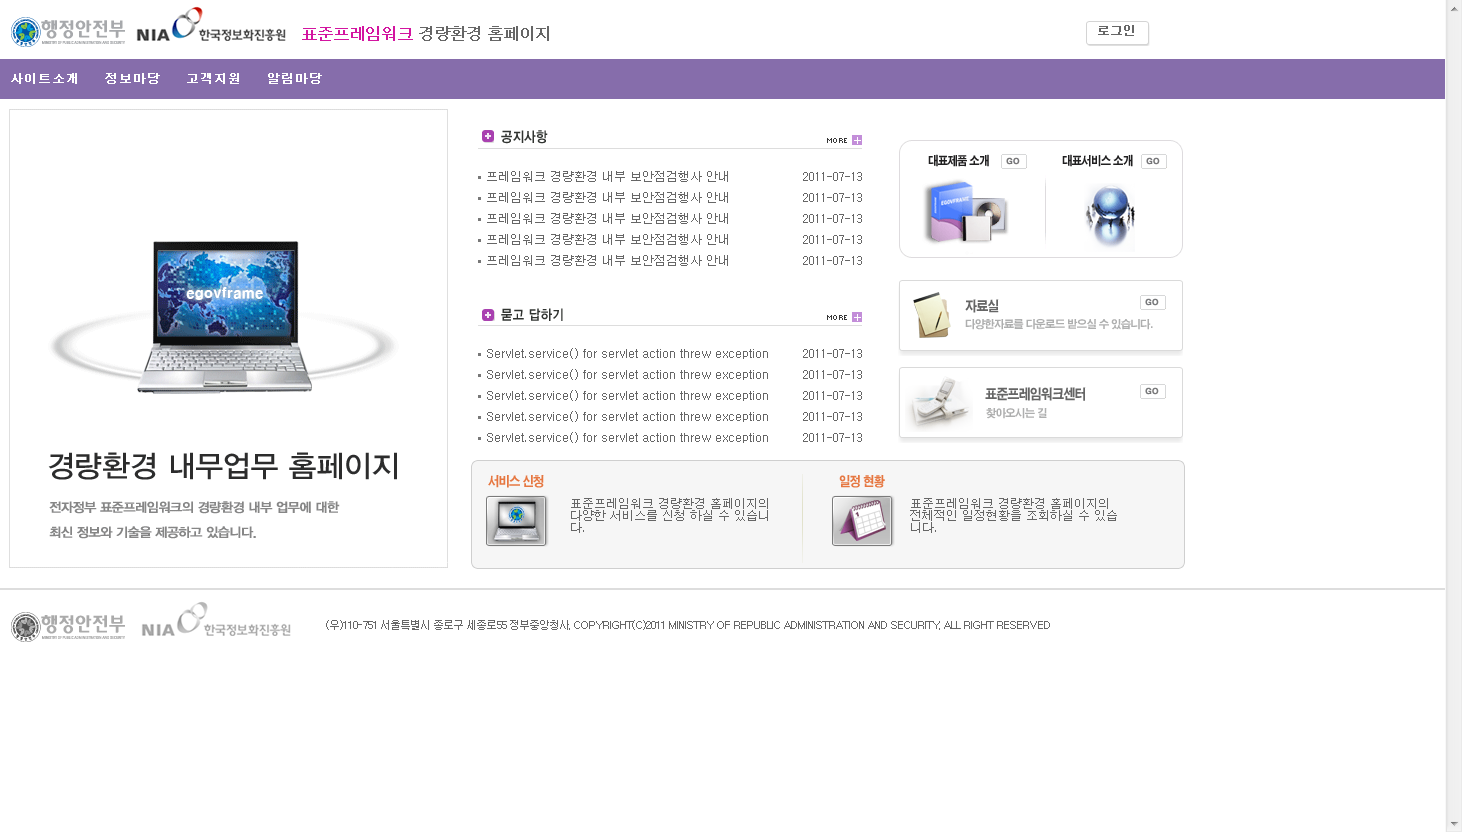 행정안전부
MINISTRY OF PUBLIC ADMINISTRATION AND SECURITY
NIA 한국정보화진흥원
표준프레임워크 경량환경 홈페이지
로그인
사이트소개 정보마당 고객지원 알림마당
egovframe
경량환경 내무업무 홈페이지
전자정부 표준프레임워크의 경량환경 내부 업무에 대한
최신 정보와 기술을 제공하고 있습니다.
공지사항 MORE
프레임워크 경량환경 내부 보안점검행사 안내 2011-07-13
프레임워크 경량환경 내부 보안점검행사 안내 2011-07-13
프레임워크 경량환경 내부 보안점검행사 안내 2011-07-13
프레임워크 경량환경 내부 보안점검행사 안내 2011-07-13
프레임워크 경량환경 내부 보안점검행사 안내 2011-07-13
묻고 답하기 MORE
Servlet.service() for servlet action threw exception 2011-07-13
Servlet.service() for servlet action threw exception 2011-07-13
Servlet.service() for servlet action threw exception 2011-07-13
Servlet.service() for servlet action threw exception 2011-07-13
Servlet.service() for servlet action threw exception 2011-07-13
대표제품 소개 GO
EGOVFRAME
대표서비스 소개 GO
자료실 GO
다양한자료를 다운로드 받으실 수 있습니다.
표준프레임워크센터 GO
찾아오시는 길
서비스 신청
표준프레임워크 경량환경 홈페이지의
다양한 서비스를 신청 하실 수 있습니
다.
일정 현황
표준프레임워크 경량환경 홈페이지의
전체적인 일정현황을 조회하실 수 있습
니다.
행정안전부
MINISTRY OF PUBLIC ADMINISTRATION AND SECURITY
NIA 한국정보화진흥원
(우)110-751 서울특별시 종로구 세종로55 정부중앙청사, COPYRIGHT(C)2011 MINISTRY OF REPUBLIC ADMINISTRATION AND SECURITY, ALL RIGHT RESERVED